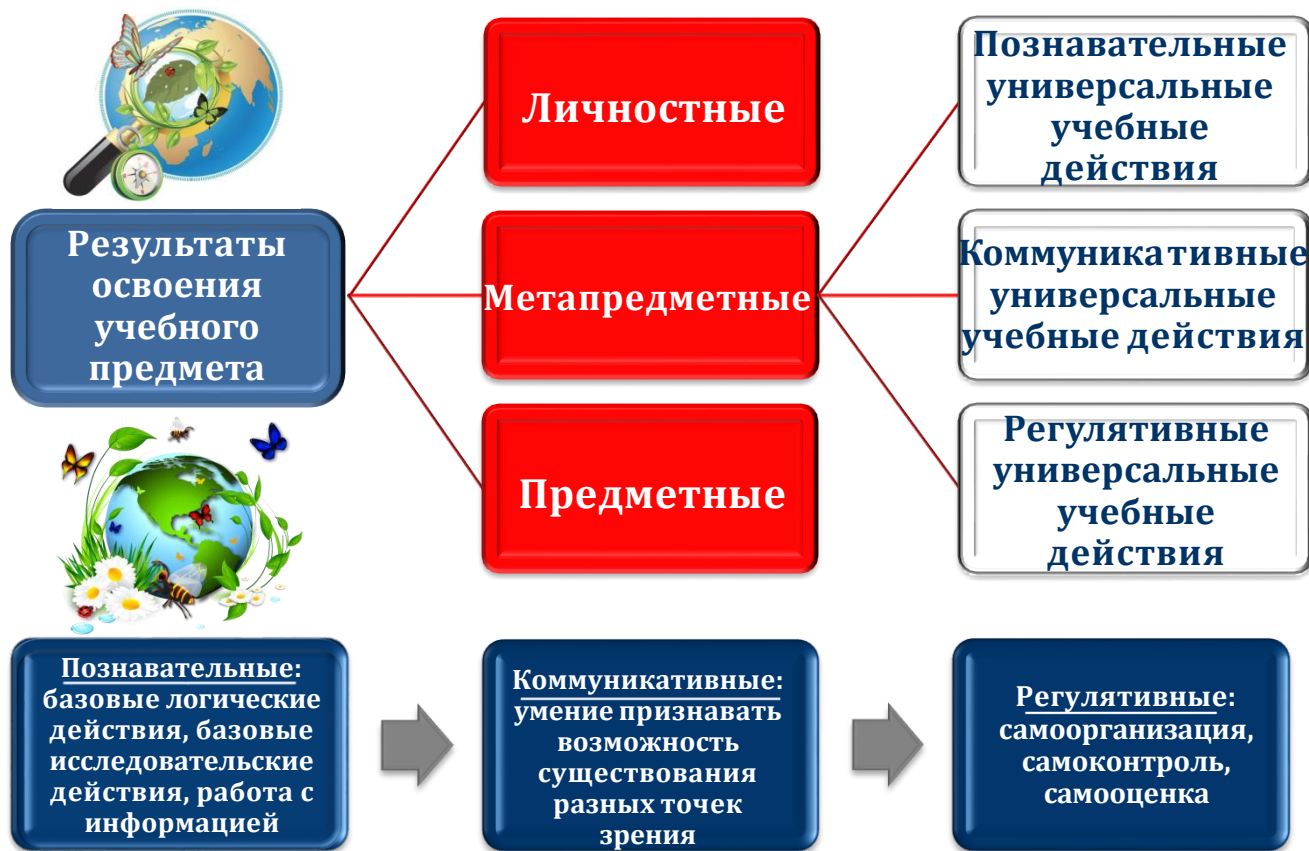 Результаты
освоения
учебного
предмета
Личностные
Метапредметные
Предметные
Познавательные
универсальные
учебные
действия
Коммуникативные
универсальные
учебные действия
Регулятивные
универсальные
учебные
действия
Познавательные:
базовые логические
действия, базовые
исследовательские
действия, работа с
информацией
Коммуникативные:
умение признавать
возможность
существования
разных точек
зрения
Регулятивные:
самоорганизация,
самоконтроль,
самооценка